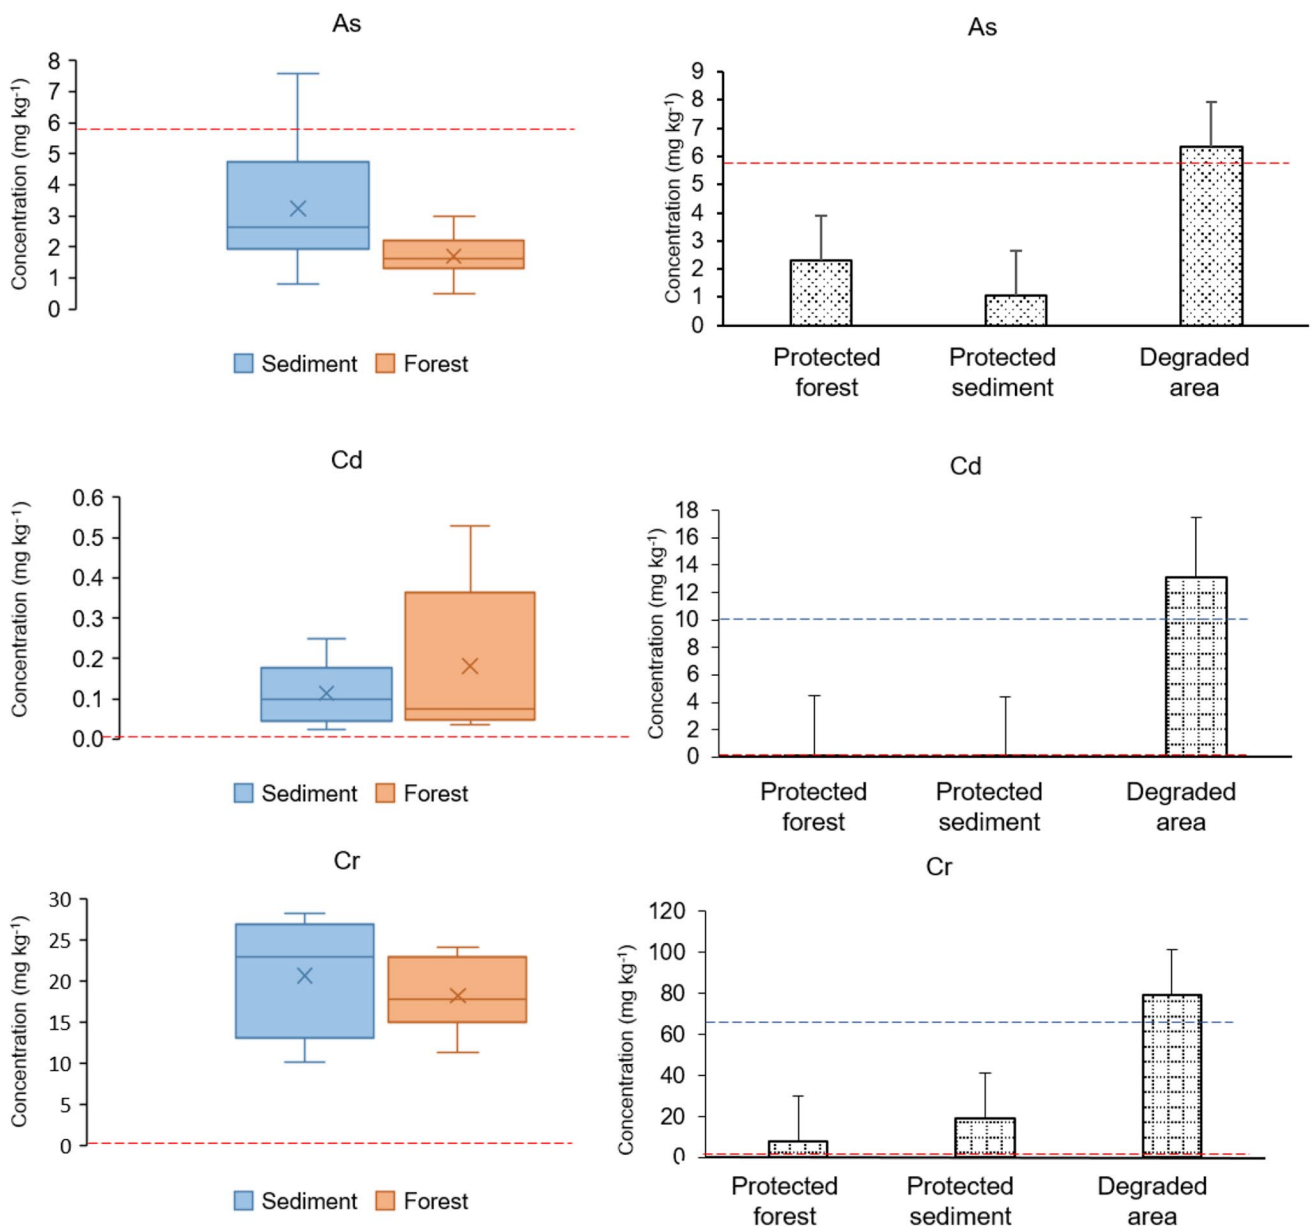 As
Concentration (mg kg-1)
8
7
6
5
4
3
2
1
0
Sediment Forest
As
Concentration (mg kg-1)
9
8
7
6
5
4
3
2
1
0
Protected forest
Protected sediment
Degraded area
Cd
Concentration (mg kg-1)
0.6
0.5
0.4
0.3
0.2
0.1
0.0
Sediment Forest
Cd
Concentration (mg kg-1)
18
16
14
12
10
8
6
4
2
0
Protected forest
Protected sediment
Degraded area
Cr
Concentration (mg kg-1)
30
25
20
15
10
5
0
Sediment Forest
Cr
Concentration (mg kg-1)
120
100
80
60
40
20
0
Protected forest
Protected sediment
Degraded area